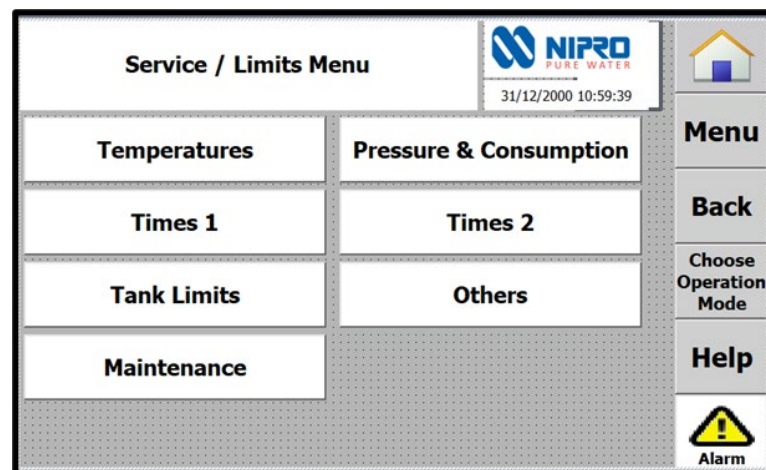 Service / Limits Menu
NIPRO
PURE WATER
31/12/2000 10:59:39
Temperatures
Pressure & Consumption
Times 1
Times 2
Tank Limits
Others
Maintenance
Menu
Back
Choose
Operation
Mode
Help
Alarm